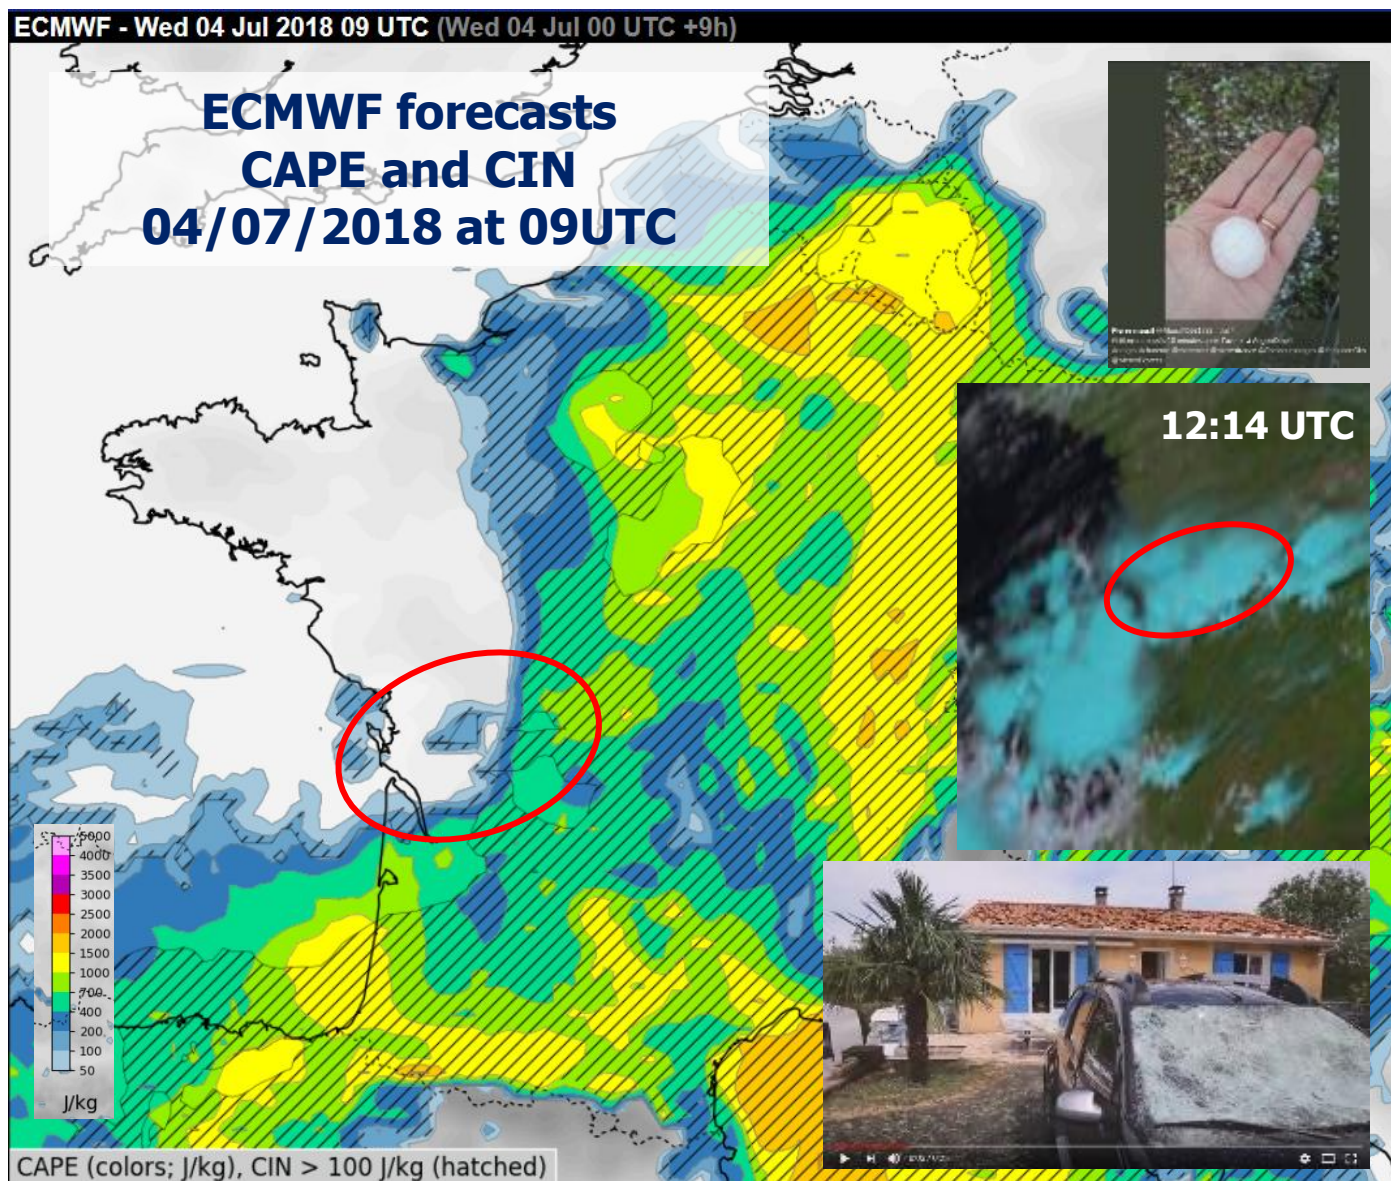 ECMWF - Wed 04 Jul 2018 09 UTC (Wed 04 Jul 00 UTC +9h)
ECMWF forecasts
CAPE and CIN
04/07/2018 at 09UTC
12:14 UTC
5000
4000
3500
3000
2500
2000
1500
1000
700
400
200
100
50
J/kg
CAPE (colors; J/kg), CIN > 100 J/kg (hatched)